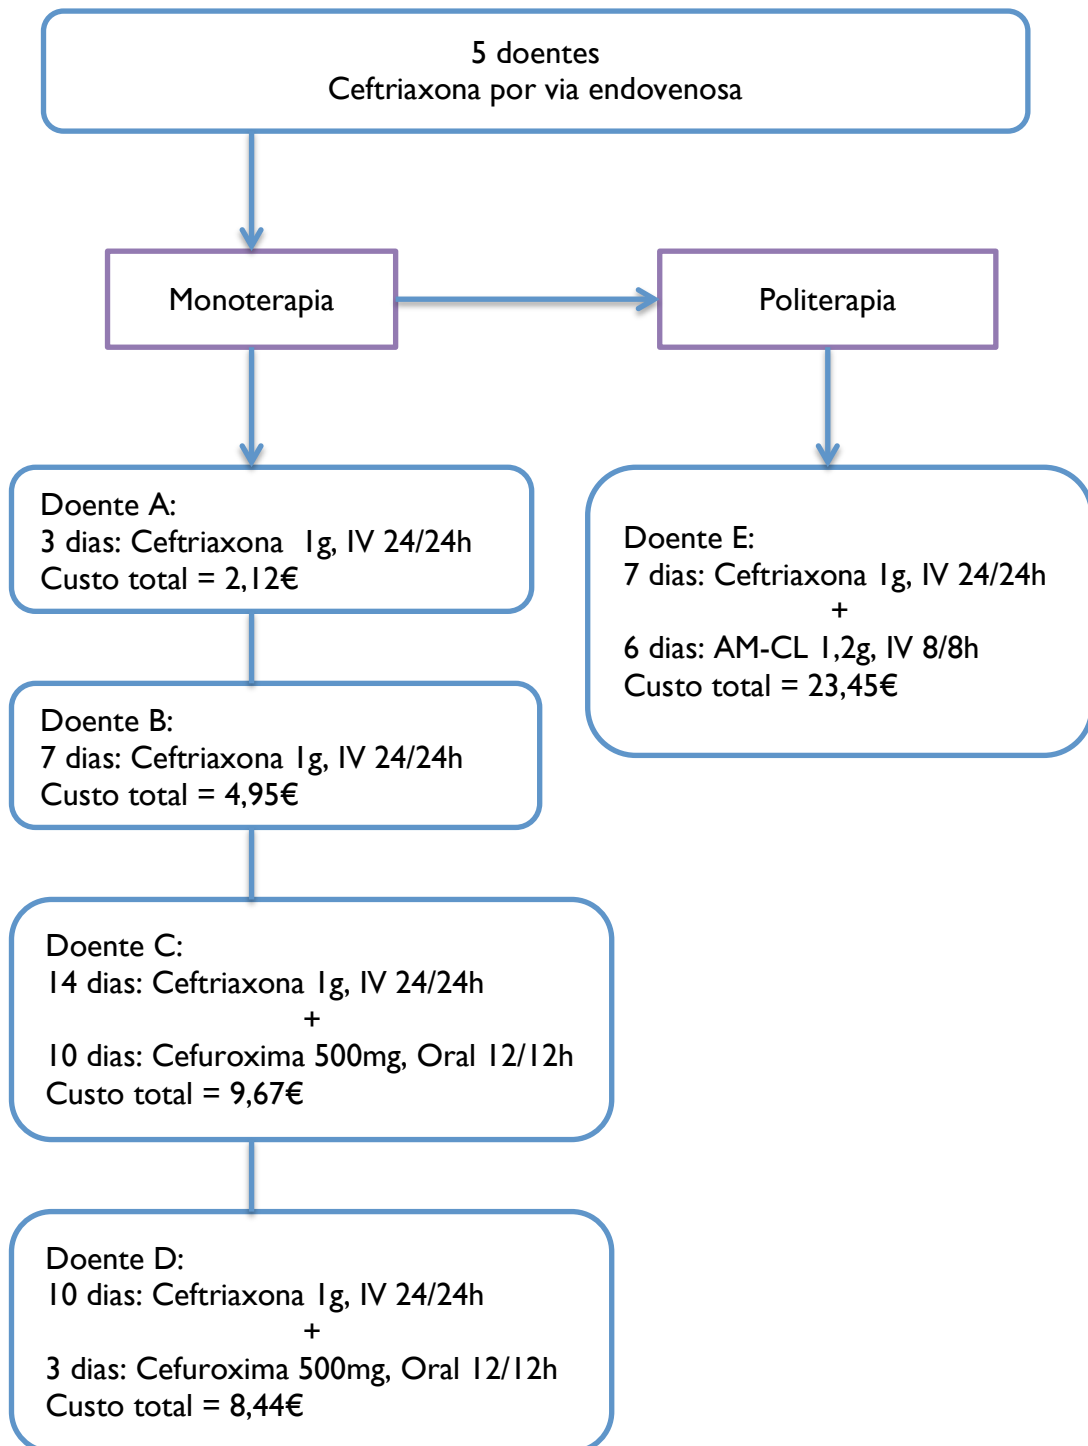 5 doentes
Ceftriaxona por via endovenosa
Monoterapia
Politerapia
Doente A:
3 dias: Ceftriaxona 1g, IV 24/24h
Custo total = 2,12€
Doente B:
7 dias: Ceftriaxona 1g, IV 24/24h
Custo total = 4,95€
Doente C:
14 dias: Ceftriaxona 1g, IV 24/24h
+
10 dias: Cefuroxima 500mg, Oral 12/12h
Custo total = 9,67€
Doente D:
10 dias: Ceftriaxona 1g, IV 24/24h
+
3 dias: Cefuroxima 500mg, Oral 12/12h
Custo total = 8,44€
Doente E:
7 dias: Ceftriaxona 1g, IV 24/24h
+
6 dias: AM-CL 1,2g, IV 8/8h
Custo total = 23,45€